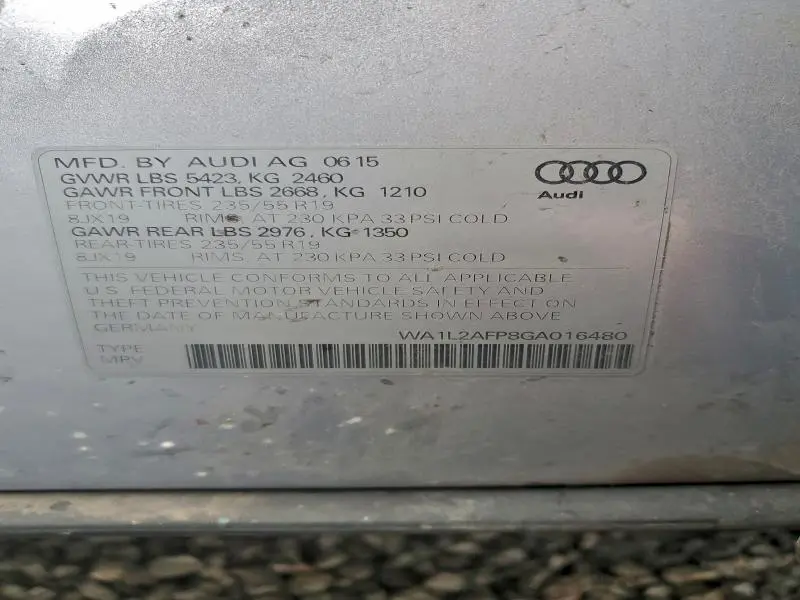 MFD. BY AUDI AG 06 15
GVWR LBS 5423, KG 2460
GAWR FRONT LBS 2668, KG 1210
FRONT-TIRES 235/55 R19
8JX19 RIMS AT 230 KPA 33 PSI COLD
GAWR REAR LBS 2976, KG 1350
REAR-TIRES 235/55 R19
8JX19 RIMS AT 230 KPA 33 PSI COLD
Audi
THIS VEHICLE CONFORMS TO ALL APPLICABLE
U.S. FEDERAL MOTOR VEHICLE SAFETY AND
THEFT PREVENTION STANDARDS IN EFFECT ON
THE DATE OF MANUFACTURE SHOWN ABOVE
GERMANY WA1L2AFP8GA016480
TYPE
MPV